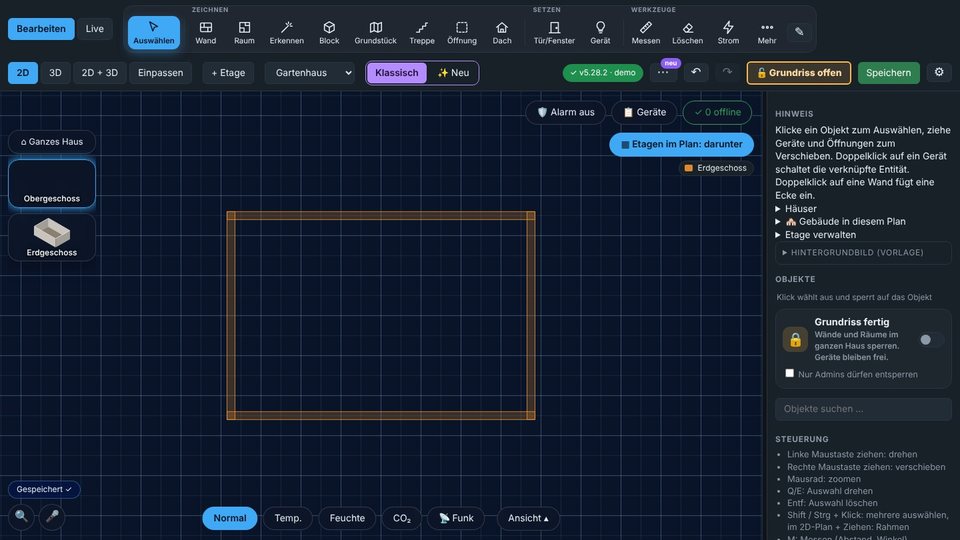 Bearbeiten
Live
ZEICHNEN
SETZEN
WERKZEUGE
Auswählen
Wand
Raum
Erkennen
Block
Grundstück
Treppe
Öffnung
Dach
Tür/Fenster
Gerät
Messen
Löschen
Strom
Mehr
2D
3D
2D + 3D
Einpassen
+ Etage
Gartenhaus
Klassisch
✨ Neu
✓ v5.28.2 · demo
neu
Grundriss offen
Speichern
Alarm aus
Geräte
✓ 0 offline
Etagen im Plan: darunter
Erdgeschoss
⌂ Ganzes Haus
Obergeschoss
Erdgeschoss
HINWEIS
Klicke ein Objekt zum Auswählen, ziehe
Geräte und Öffnungen zum
Verschieben. Doppelklick auf ein Gerät
schaltet die verknüpfte Entität.
Doppelklick auf eine Wand fügt eine
Ecke ein.
▶ Häuser
▶ Gebäude in diesem Plan
▶ Etage verwalten
▶ HINTERGRUNDBILD (VORLAGE)
OBJEKTE
Klick wählt aus und sperrt auf das Objekt
Grundriss fertig
Wände und Räume im
ganzen Haus sperren.
Geräte bleiben frei.
Nur Admins dürfen entsperren
Objekte suchen ...
STEUERUNG
• Linke Maustaste ziehen: drehen
• Rechte Maustaste ziehen: verschieben
• Mausrad: zoomen
• Q/E: Auswahl drehen
• Entf: Auswahl löschen
• Shift / Strg + Klick: mehrere auswählen,
im 2D-Plan + Ziehen: Rahmen
• M: Messen (Abstand, Winkel)
Gespeichert ✓
Normal
Temp.
Feuchte
CO₂
Funk
Ansicht ▴